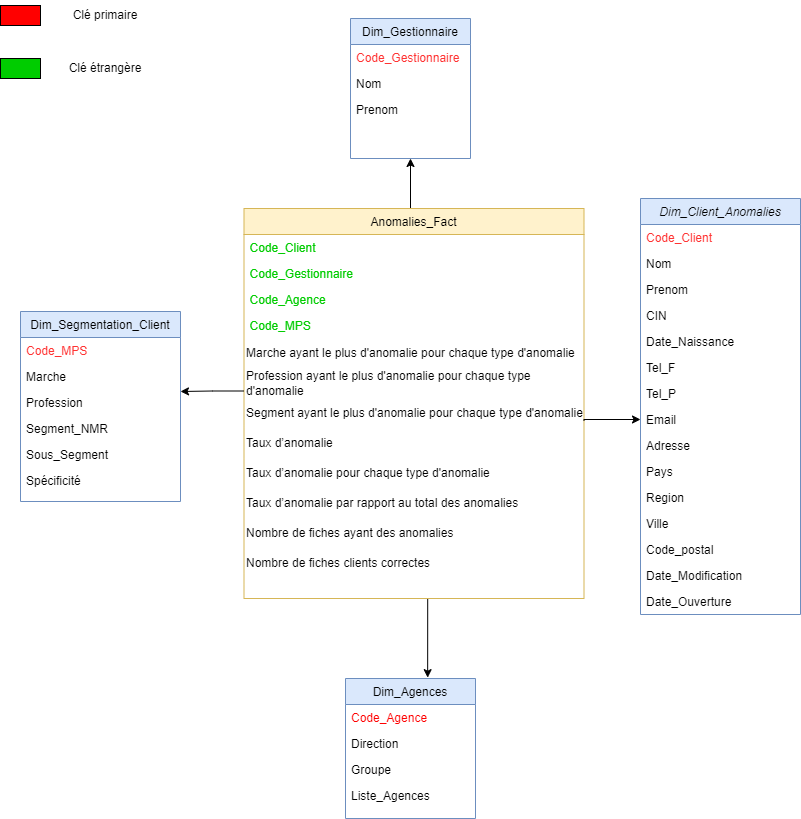 Clé primaire
Clé étrangère
Dim_Gestionnaire
Code_Gestionnaire
Nom
Prenom
Anomalies_Fact
Code_Client
Code_Gestionnaire
Code_Agence
Code_MPS
Marche ayant le plus d'anomalie pour chaque type d'anomalie
Profession ayant le plus d'anomalie pour chaque type
d'anomalie
Segment ayant le plus d'anomalie pour chaque type d'anomalie
Taux d'anomalie
Taux d'anomalie pour chaque type d'anomalie
Taux d'anomalie par rapport au total des anomalies
Nombre de fiches ayant des anomalies
Nombre de fiches clients correctes
Dim_Segmentation_Client
Code_MPS
Marche
Profession
Segment_NMR
Sous_Segment
Spécificité
Dim_Client_Anomalies
Code_Client
Nom
Prenom
CIN
Date_Naissance
Tel_F
Tel_P
Email
Adresse
Pays
Region
Ville
Code_postal
Date_Modification
Date_Ouverture
Dim_Agences
Code_Agence
Direction
Groupe
Liste_Agences